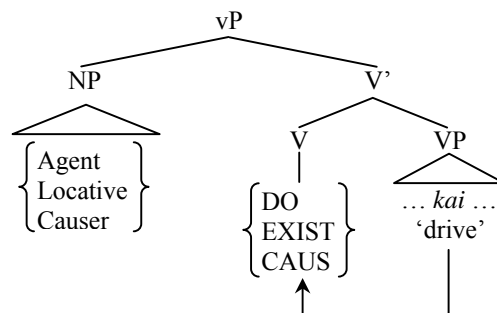 vP
NP V’
V VP
Agent
Locative
Causer
DO
EXIST
CAUS
… kai …
‘drive’